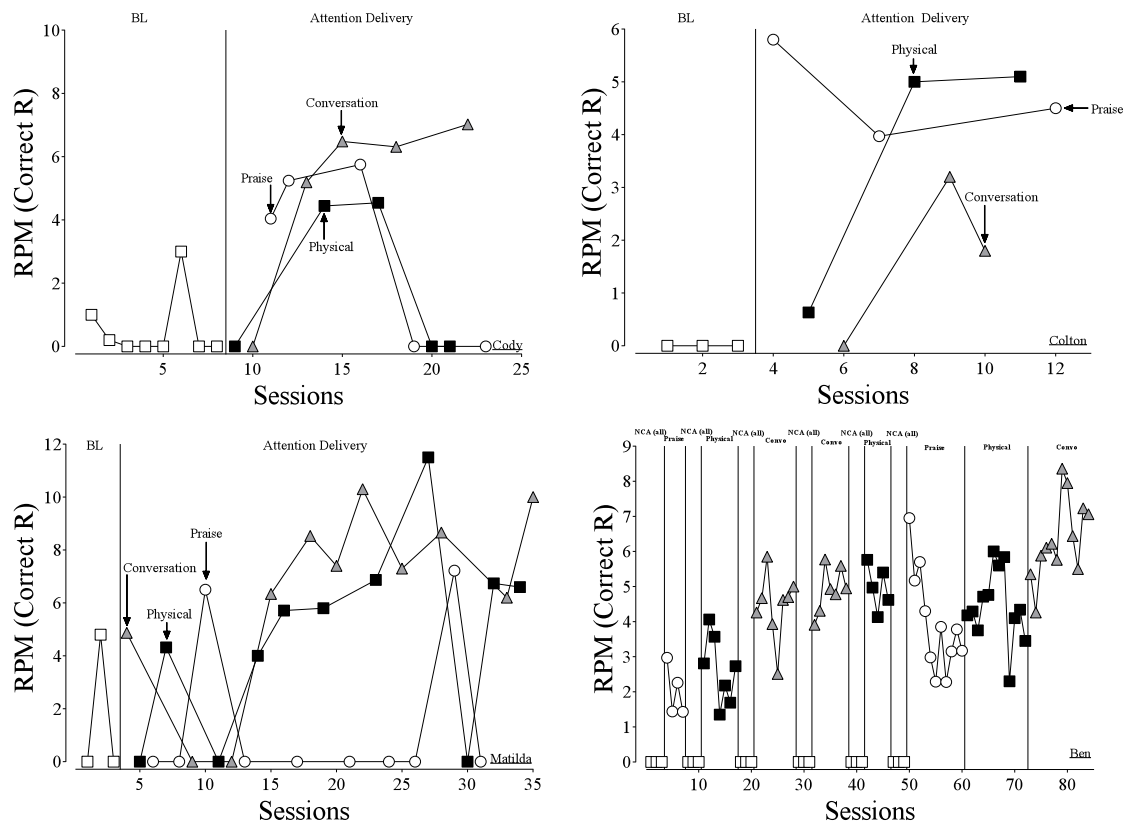 BL Attention Delivery
10
8
6
4
2
0
RPM (Correct R)
Conversation
Praise
Physical
Cody
5 10 15 20 25
Sessions
BL Attention Delivery
6
5
4
3
2
1
0
RPM (Correct R)
Physical
Praise
Conversation
Colton
2 4 6 8 10 12
Sessions
BL Attention Delivery
12
10
8
6
4
2
0
RPM (Correct R)
Praise
Conversation
Physical
Matilda
5 10 15 20 25 30 35
Sessions
NCA (all) NCA (all) NCA (all) NCA (all) NCA (all) NCA (all)
Praise Physical Convo Convo Physical Praise Physical Convo
9
8
7
6
5
4
3
2
1
0
RPM (Correct R)
Ben
10 20 30 40 50 60 70 80
Sessions